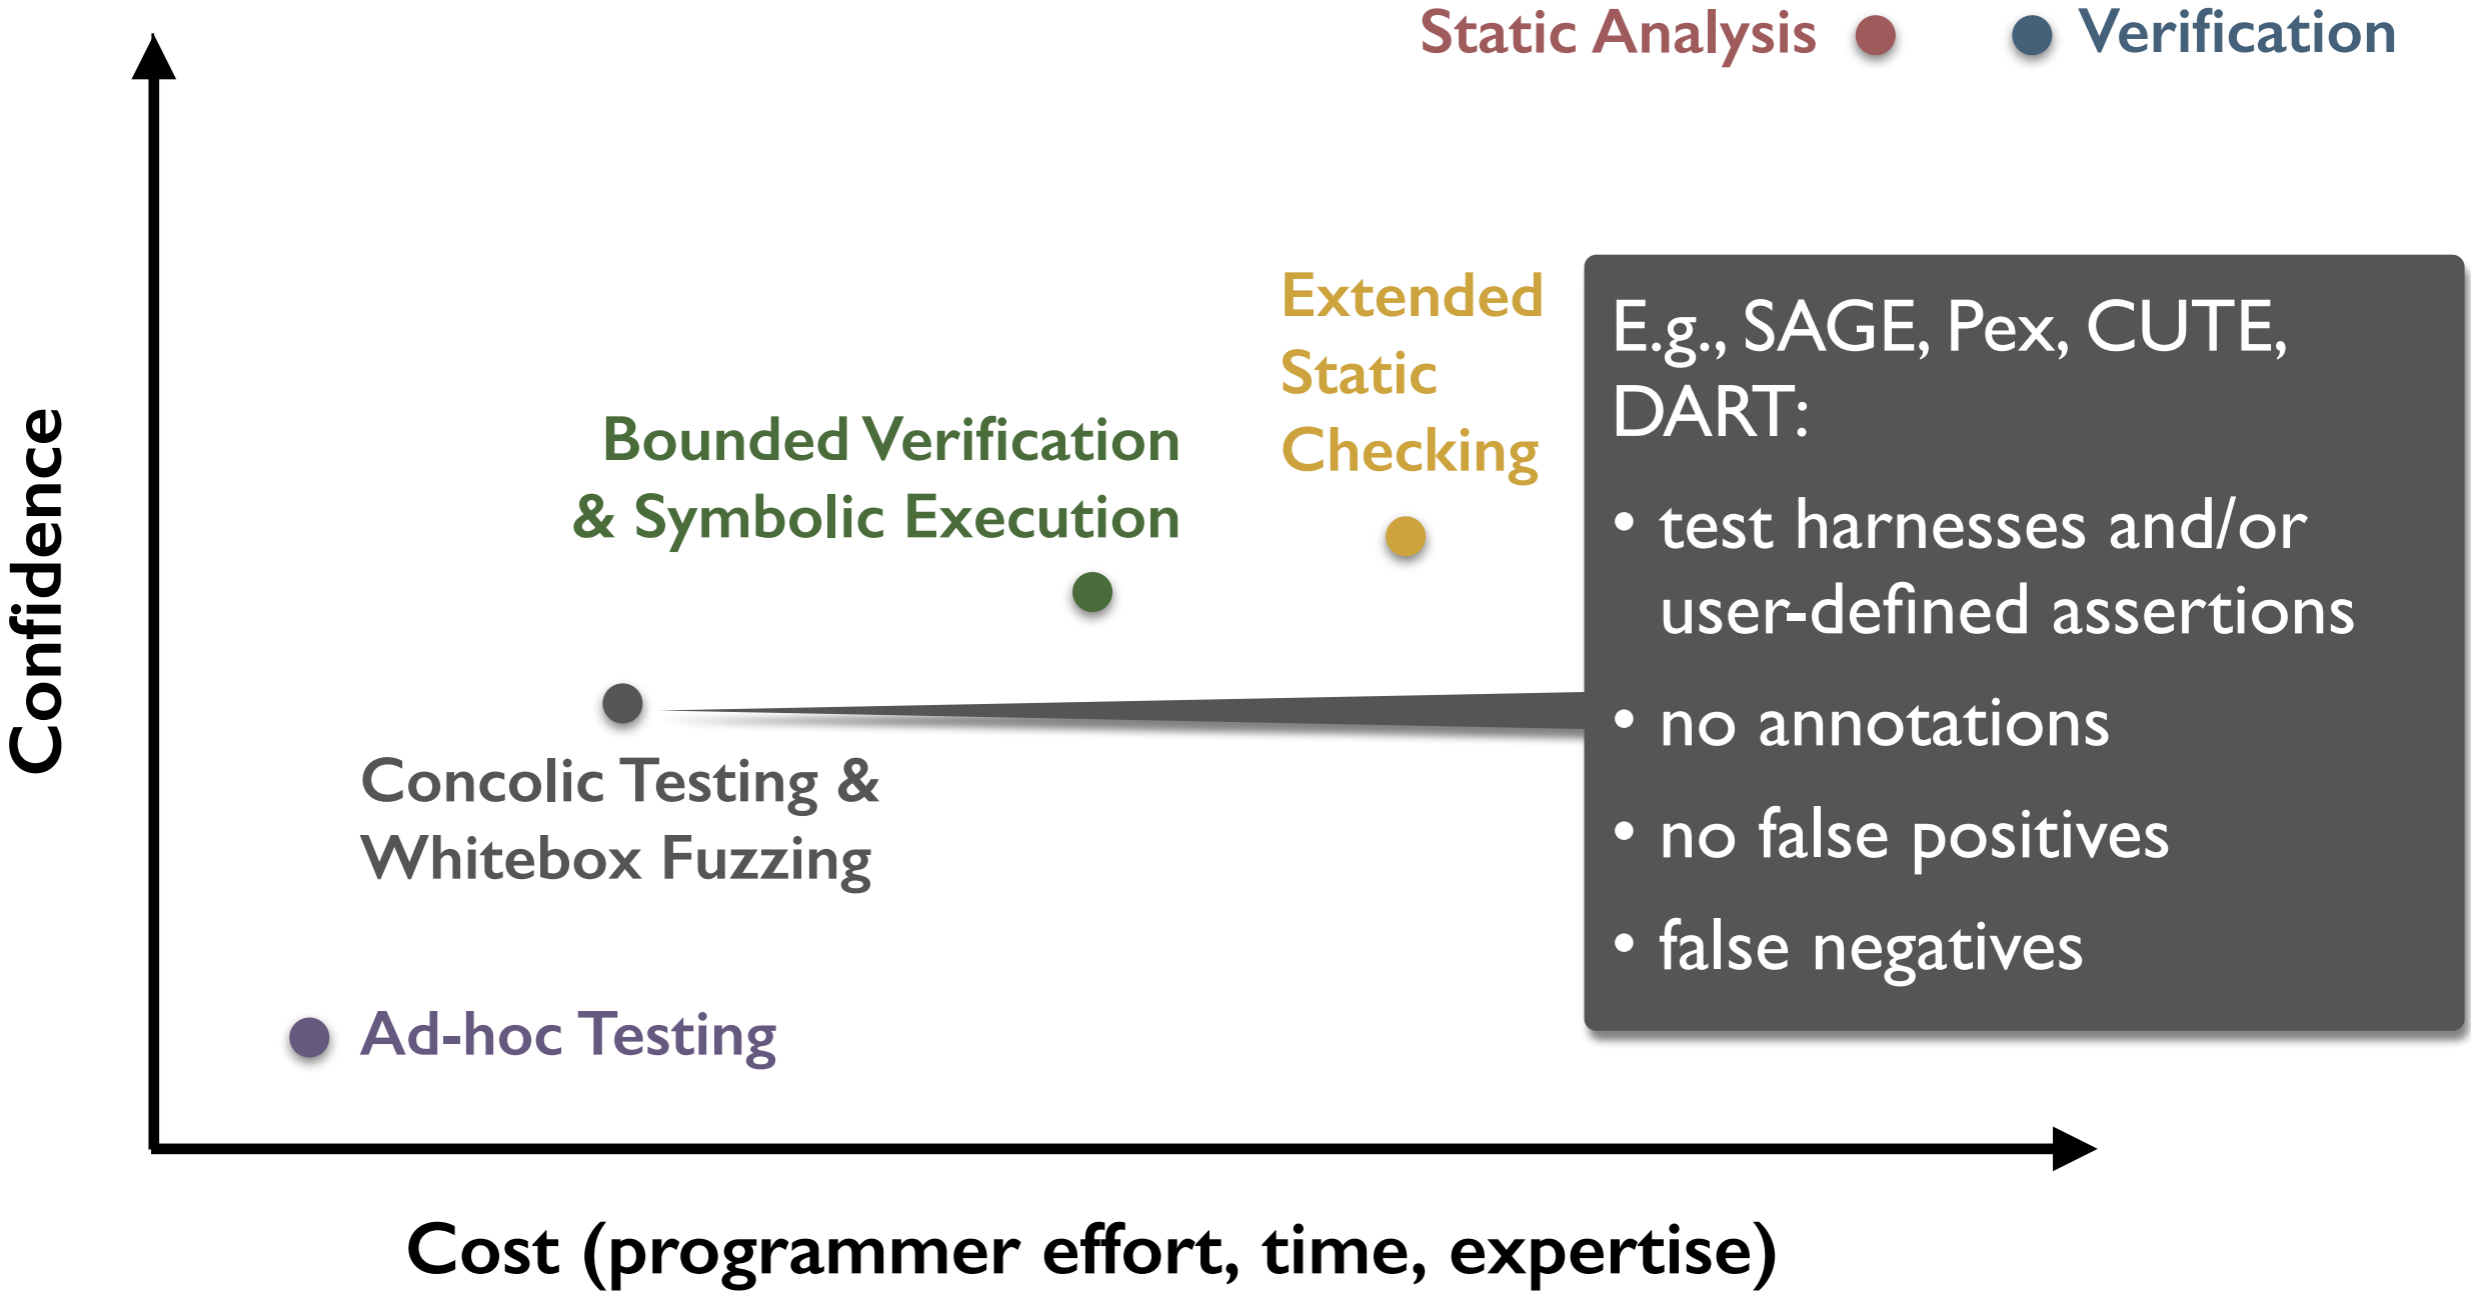 Static Analysis
Verification
Extended
Static
Checking
Bounded Verification
& Symbolic Execution
Concolic Testing &
Whitebox Fuzzing
Ad-hoc Testing
E.g., SAGE, Pex, CUTE,
DART:
• test harnesses and/or
user-defined assertions
• no annotations
• no false positives
• false negatives
Confidence
Cost (programmer effort, time, expertise)